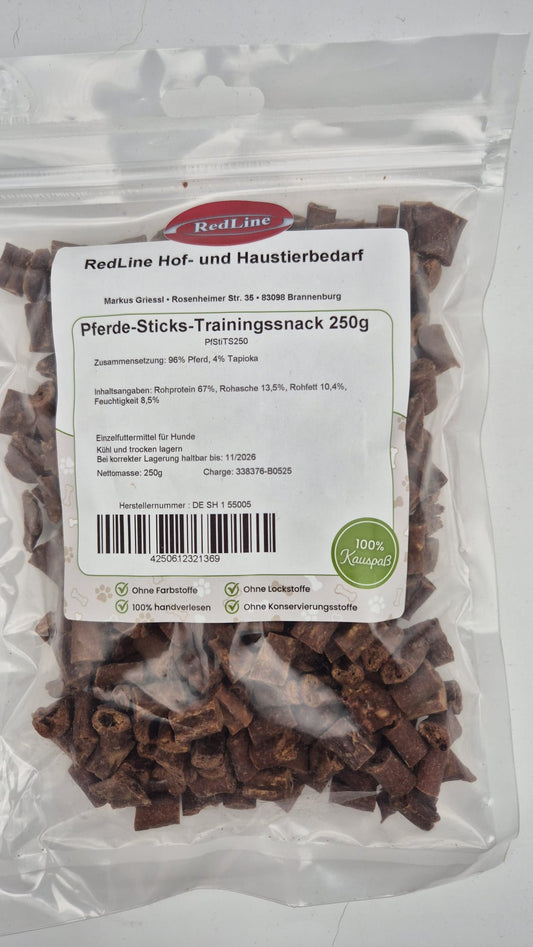 RedLine
RedLine Hof- und Haustierbedarf
Markus Griessl • Rosenheimer Str. 35 • 83098 Brannenburg
Pferde-Sticks-Trainingssnack 250g
PfStiTS250
Zusammensetzung: 96% Pferd, 4% Tapioka
Inhaltsangaben: Rohprotein 67%, Rohasche 13,5%, Rohfett 10,4%,
Feuchtigkeit 8,5%
Einzelfuttermittel für Hunde
Kühl und trocken lagern
Bei korrekter Lagerung haltbar bis: 11/2026
Nettomasse: 250g Charge: 338376-B0525
Herstellernummer : DE SH 1 55005
4250612321369
100%
Kauspaß
Ohne Farbstoffe Ohne Lockstoffe
100% handverlesen Ohne Konservierungsstoffe